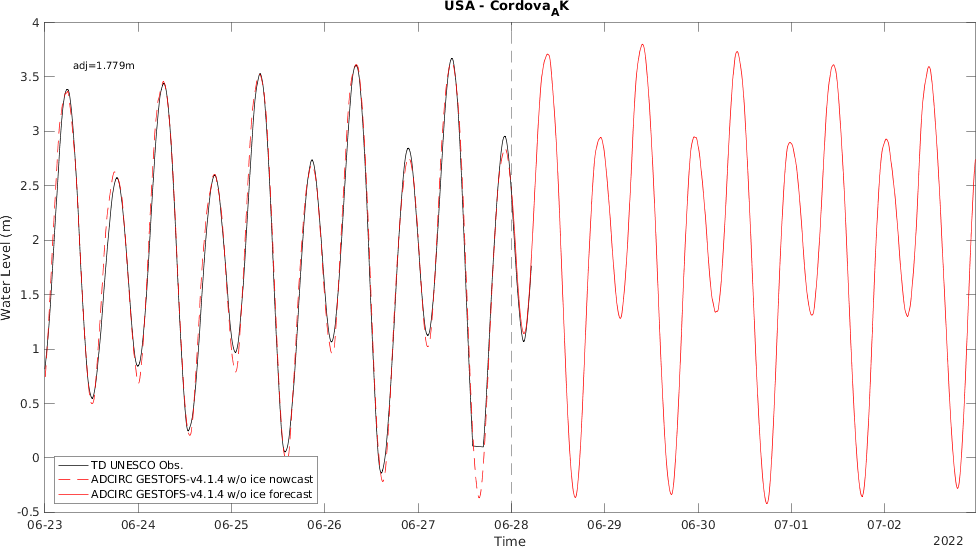 USA - Cordova_AK
adj=1.779m
4
3.5
3
2.5
2
1.5
1
0.5
0
-0.5
Water Level (m)
TD UNESCO Obs.
ADCIRC GESTOFS-v4.1.4 w/o ice nowcast
ADCIRC GESTOFS-v4.1.4 w/o ice forecast
06-23 06-24 06-25 06-26 06-27 06-28 06-29 06-30 07-01 07-02
Time
2022